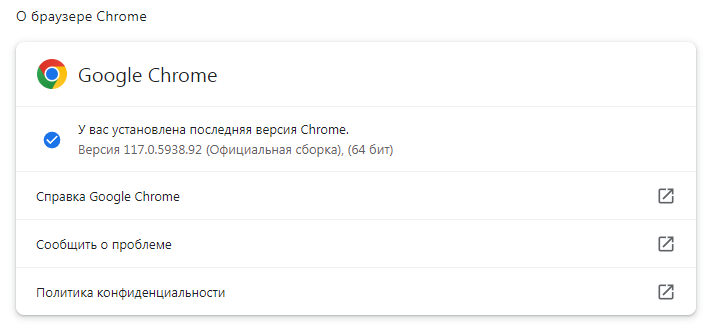 О браузере Chrome
Google Chrome
У вас установлена последняя версия Chrome.
Версия 117.0.5938.92 (Официальная сборка), (64 бит)
Справка Google Chrome
Сообщить о проблеме
Политика конфиденциальности